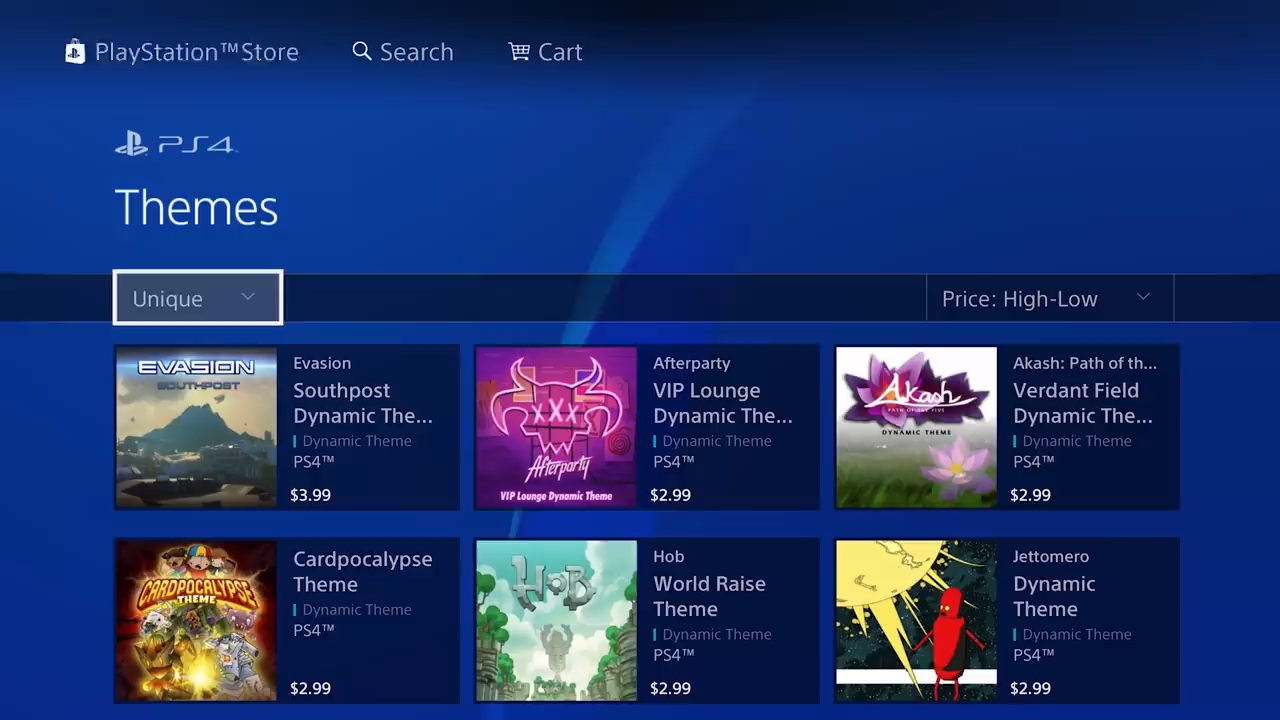 PlayStation™Store
Search
Cart
PS4
Themes
Unique
Price: High-Low
EVASION
SOUTHPOST
Evasion
Southpost
Dynamic The...
Dynamic Theme
PS4™
$3.99
Afterparty
VIP Lounge Dynamic Theme
Afterparty
VIP Lounge
Dynamic The...
Dynamic Theme
PS4™
$2.99
Akash
PATH OF THE FIVE
DYNAMIC THEME
Akash: Path of th...
Verdant Field
Dynamic The...
Dynamic Theme
PS4™
$2.99
CARDPOCALYPSE
THEME
Cardpocalypse
Theme
Dynamic Theme
PS4™
$2.99
HOB
Hob
World Raise
Theme
Dynamic Theme
PS4™
$2.99
Jettomero
Dynamic
Theme
Dynamic Theme
PS4™
$2.99